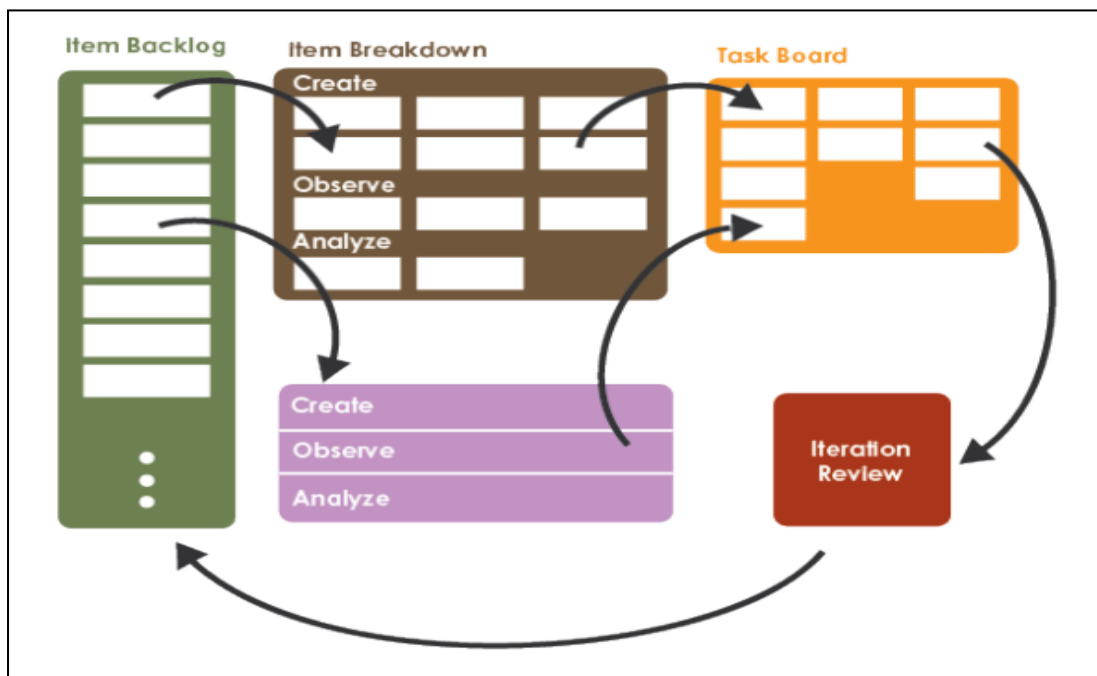 Item Backlog
Item Breakdown
Task Board
Create
Observe
Analyze
Create
Observe
Analyze
Iteration
Review